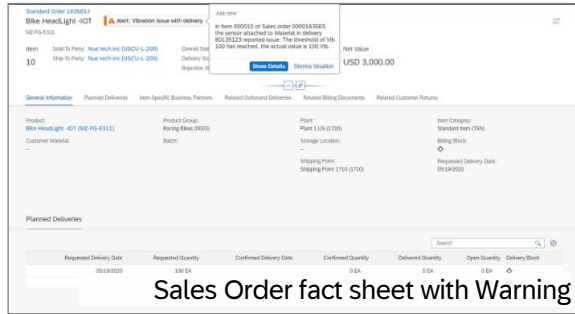 Standard Order 163583 /
Bike HeadLight -IOT
Alert: Vibration issue with delivery
MZ-FG-E311
Just now
In item 000010 of Sales order 0000163583,
the sensor attached to Material in delivery
80135123 reported issue: The threshold of Vib
100 has reached, the actual value is 100 Vib.
Show Details
Dismiss Situation
Item
10
Sold To Party: Nue tech inc (USCU-L-200)
Ship To Party: Nue tech inc (USCU-L-200)
Overall Stat
Delivery Sta
Rejection S
Net Value
USD 3,000.00
General Information
Planned Deliveries
Item-Specific Business Partners
Related Outbound Deliveries
Related Billing Documents
Related Customer Returns
Product:
Bike HeadLight -IOT (MZ-FG-E311)
Customer Material:
–
Product Group:
Racing Bikes (0003)
Batch:
Plant:
Plant 1 US (1710)
Storage Location:
–
Shipping Point:
Shipping Point 1710 (1710)
Item Category:
Standard Item (TAN)
Billing Block:
Requested Delivery Date:
05/19/2020
Planned Deliveries
Search
Requested Delivery Date
Requested Quantity
Confirmed Delivery Date
Confirmed Quantity
Delivered Quantity
Open Quantity
Delivery Block
05/19/2020
100 EA
0 EA
0 EA
0 EA
Sales Order fact sheet with Warning